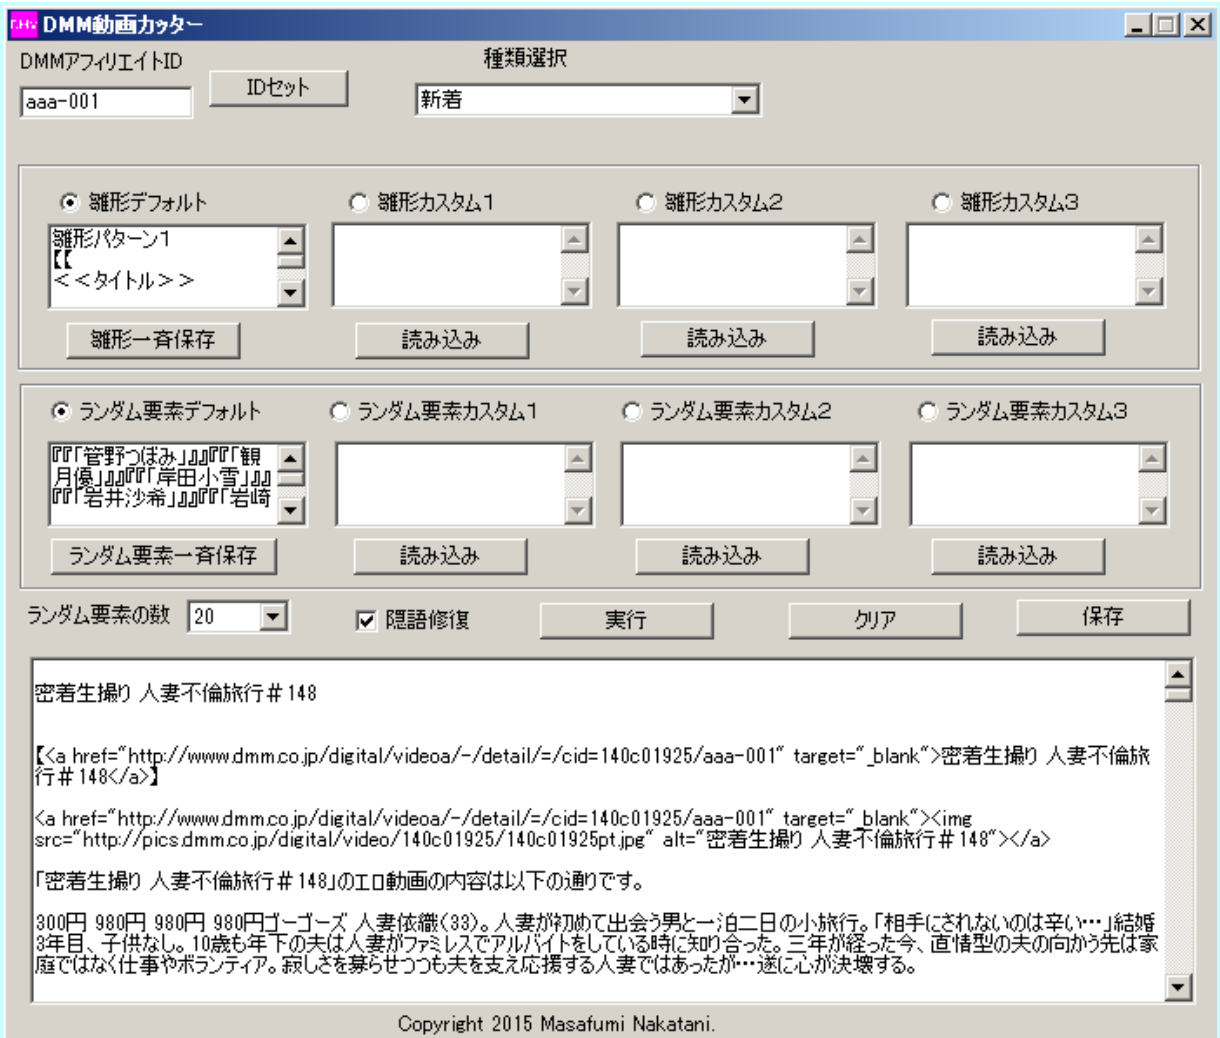 DMM動画カッター
DMMアフィリエイトID
種類選択
aaa-001
IDセット
新着
雛形デフォルト
雛形カスタム1
雛形カスタム2
雛形カスタム3
雛形パターン1
【【
<<タイトル>>
雛形一斉保存
読み込み
読み込み
読み込み
ランダム要素デフォルト
ランダム要素カスタム1
ランダム要素カスタム2
ランダム要素カスタム3
『『「管野つぼみ」』』『『「観
月優」』』『『「岸田小雪」』』
『『「岩井沙希」』』『『「岩崎
ランダム要素一斉保存
読み込み
読み込み
読み込み
ランダム要素の数
20
隠語修復
実行
クリア
保存
密着生撮り 人妻不倫旅行#148
【<a href="http://www.dmm.co.jp/digital/videoa/-/detail/=/cid=140c01925/aaa-001" target="_blank">密着生撮り 人妻不倫旅
行#148</a>】
<a href="http://www.dmm.co.jp/digital/videoa/-/detail/=/cid=140c01925/aaa-001" target="_blank"><img
src="http://pics.dmm.co.jp/digital/video/140c01925/140c01925pt.jpg" alt="密着生撮り 人妻不倫旅行#148"></a>
「密着生撮り 人妻不倫旅行#148」のエロ動画の内容は以下の通りです。
300円 980円 980円 980円ゴーゴーズ 人妻依織(33)。人妻が初めて出会う男と一泊二日の小旅行。「相手にされないのは辛い…」結婚
3年目、子供なし。10歳も年下の夫は人妻がファミレスでアルバイトをしている時に知り合った。三年が経った今、直情型の夫の向かう先は家
庭ではなく仕事やボランティア。寂しさを募らせつつも夫を支え応援する人妻ではあったが…遂に心が決壊する。
Copyright 2015 Masafumi Nakatani.